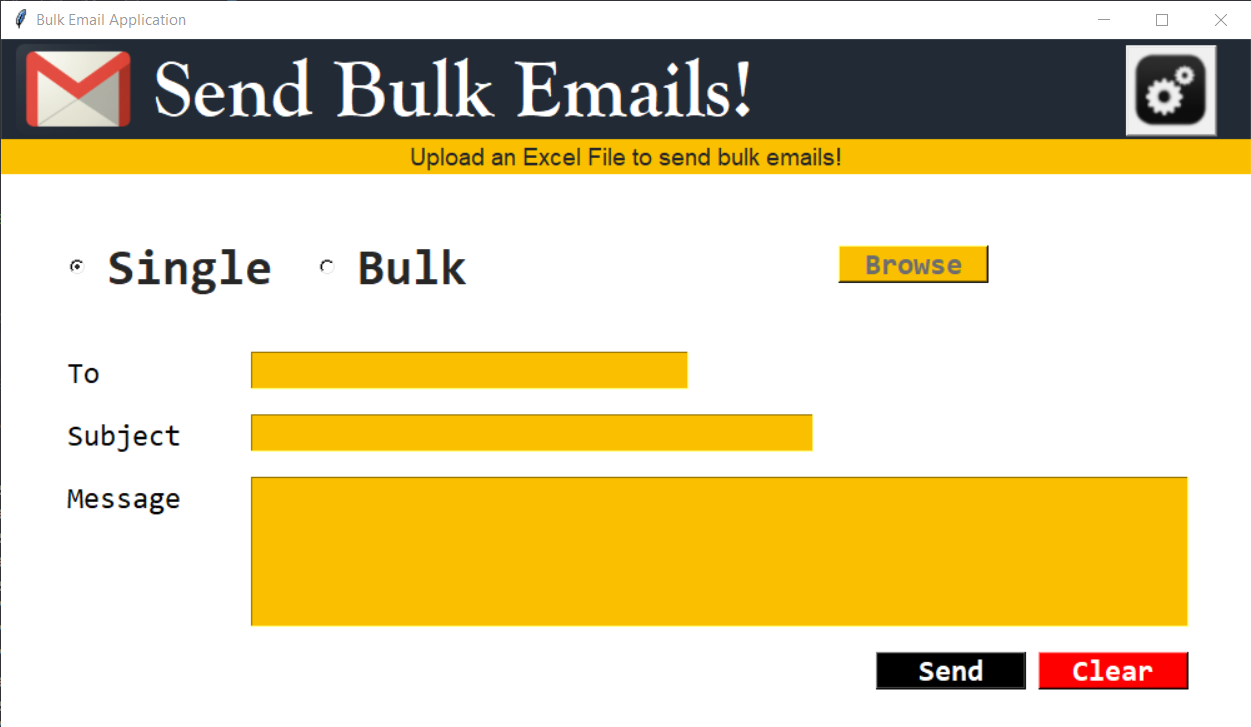 Bulk Email Application
Send Bulk Emails!
Upload an Excel File to send bulk emails!
Single Bulk Browse
To
Subject
Message
Send Clear